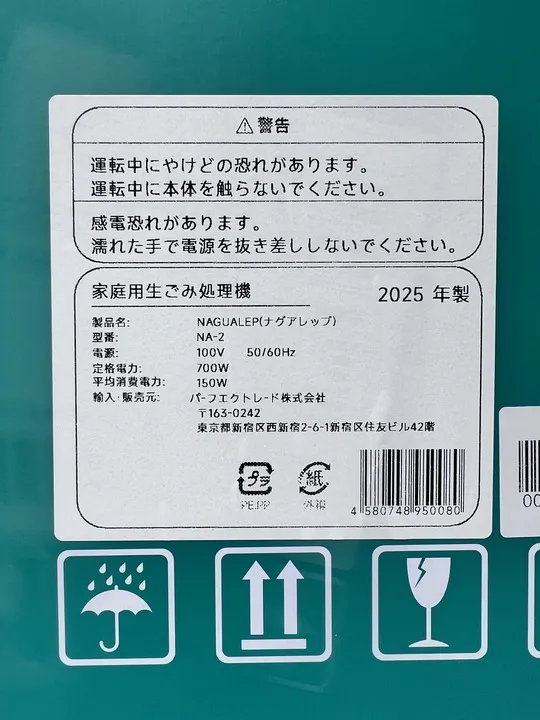 ⚠警告
運転中にやけどの恐れがあります。
運転中に本体を触らないでください。
感電恐れがあります。
濡れた手で電源を抜き差ししないでください。
家庭用生ごみ処理機 2025 年製
製品名: NAGUALEP(ナグアレップ)
型番: NA-2
電源: 100V 50/60Hz
定格電力: 700W
平均消費電力: 150W
輸入・販売元: パーフエクトレード株式会社
〒163-0242
東京都新宿区西新宿2-6-1新宿区住友ビル42階
プラ 紙
PE.PP 外箱
4 580748 950080
00